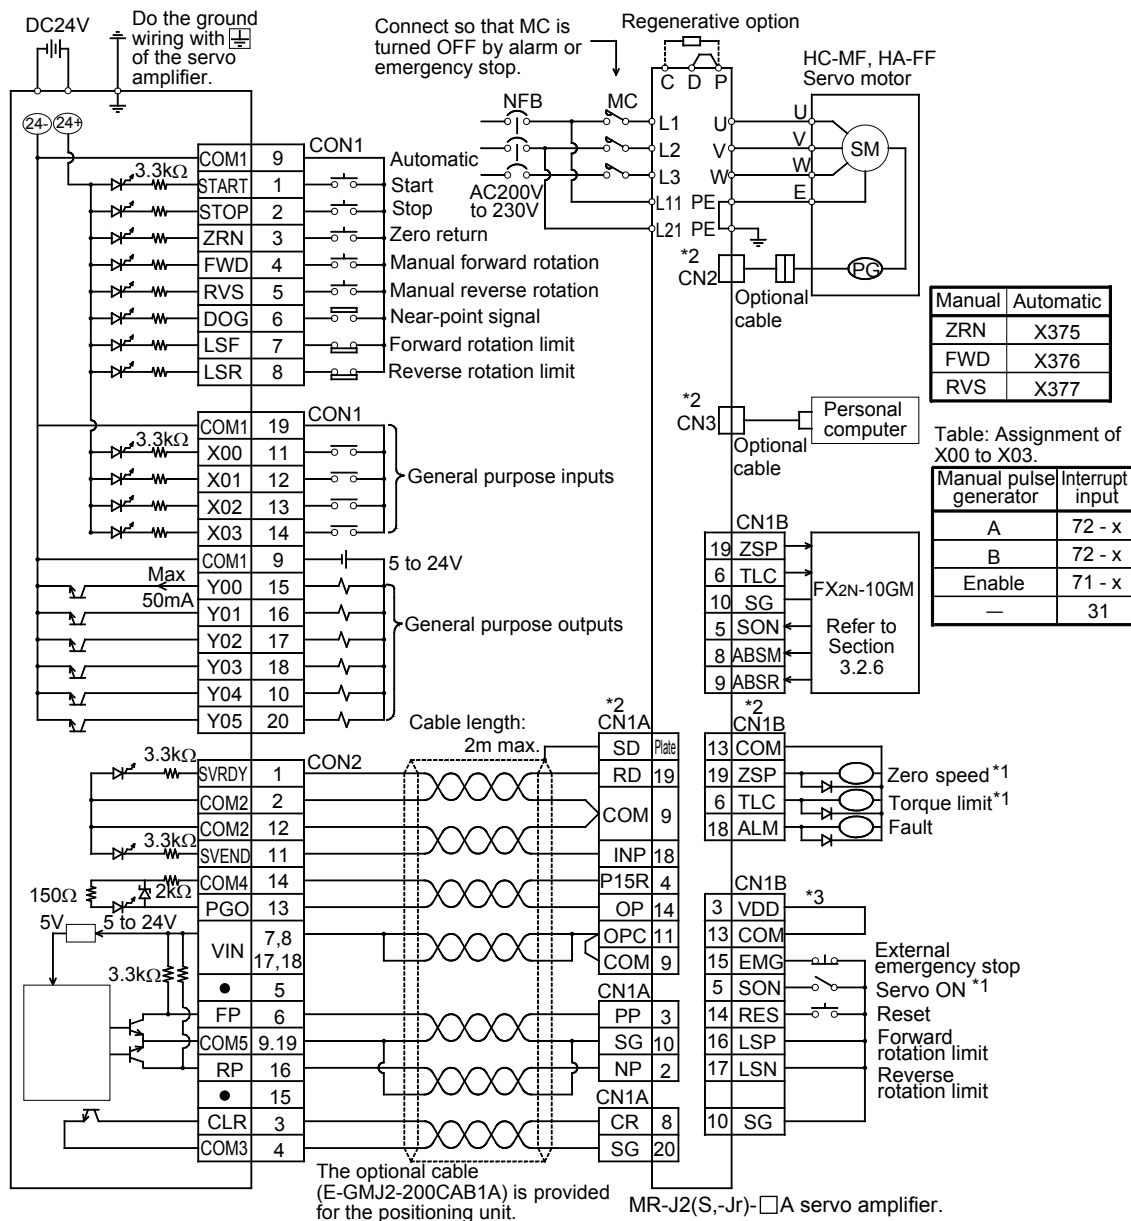 DC24V
Do the ground
wiring with
of the servo
amplifier.
24- 24+
Connect so that MC is
turned OFF by alarm or
emergency stop.
Regenerative option
C D P
HC-MF, HA-FF
Servo motor
NFB MC
L1 U U
L2 V V SM
L3 W W
AC200V
to 230V
L11 PE E
L21 PE
*2
CN2
Optional
cable
PG
3.3kΩ
CON1
COM1 9 Automatic
START 1 Start
STOP 2 Stop
ZRN 3 Zero return
FWD 4 Manual forward rotation
RVS 5 Manual reverse rotation
DOG 6 Near-point signal
LSF 7 Forward rotation limit
LSR 8 Reverse rotation limit
Manual Automatic
ZRN X375
FWD X376
RVS X377
*2
CN3
Optional
cable
Personal
computer
Table: Assignment of
X00 to X03.
Manual pulse
generator
Interrupt
input
A 72 - x
B 72 - x
Enable 71 - x
— 31
CON1
COM1 19
3.3kΩ
X00 11
X01 12
X02 13
X03 14
General purpose inputs
COM1 9 5 to 24V
Max
50mA
Y00 15
Y01 16
Y02 17
Y03 18
Y04 10
Y05 20
General purpose outputs
CN1B
19 ZSP
6 TLC
10 SG
5 SON
8 ABSM
9 ABSR
FX2N-10GM
Refer to
Section
3.2.6
Cable length:
2m max.
*2
CN1A
SD Plate
RD 19
COM 9
INP 18
P15R 4
OP 14
OPC 11
COM 9
CN1A
PP 3
SG 10
NP 2
CN1A
CR 8
SG 20
*2
CN1B
13 COM
19 ZSP Zero speed*1
6 TLC Torque limit*1
18 ALM Fault
CON2
3.3kΩ
SVRDY 1
COM2 2
COM2 12
3.3kΩ
SVEND 11
COM4 14
150Ω 2kΩ
PGO 13
5V 5 to 24V
VIN 7,8
17,18
3.3kΩ
● 5
FP 6
COM5 9.19
RP 16
● 15
CLR 3
COM3 4
CN1B
*3
3 VDD
13 COM
15 EMG External
emergency stop
5 SON Servo ON *1
14 RES Reset
16 LSP Forward
rotation limit
17 LSN Reverse
rotation limit
10 SG
The optional cable
(E-GMJ2-200CAB1A) is provided
for the positioning unit.
MR-J2(S,-Jr)-□A servo amplifier.